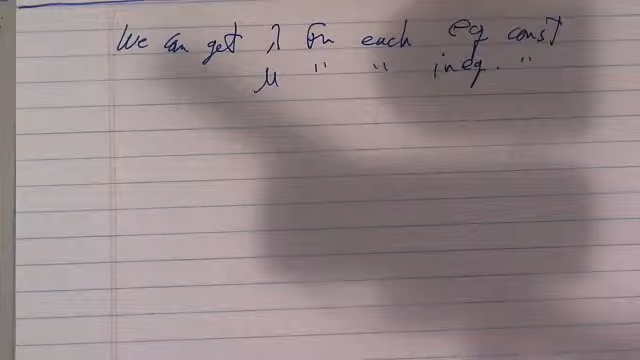 We can get λ for each eq const
μ " " ineq. "